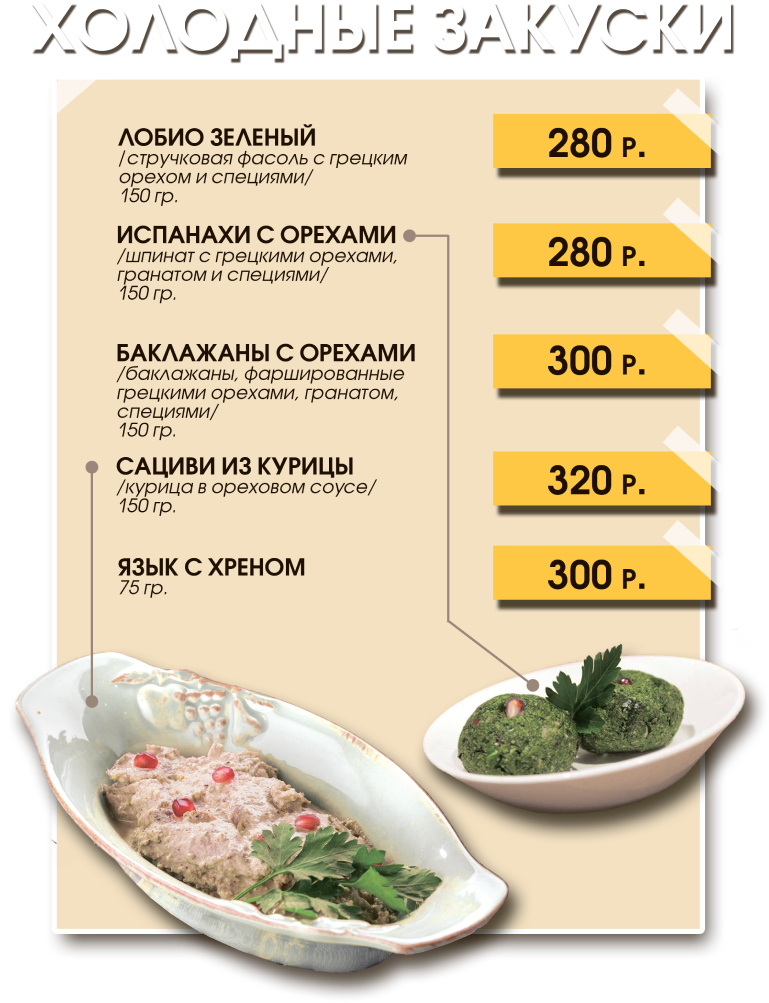 ХОЛОДНЫЕ ЗАКУСКИ
ЛОБИО ЗЕЛЕНЫЙ
280 Р.
/стручковая фасоль с грецким
орехом и специями/
150 гр.
ИСПАНАХИ С ОРЕХАМИ
280 Р.
/шпинат с грецкими орехами,
гранатом и специями/
150 гр.
БАКЛАЖАНЫ С ОРЕХАМИ
300 Р.
/баклажаны, фаршированные
грецкими орехами, гранатом,
специями/
150 гр.
САЦИВИ ИЗ КУРИЦЫ
320 Р.
/курица в ореховом соусе/
150 гр.
ЯЗЫК С ХРЕНОМ
300 Р.
75 гр.